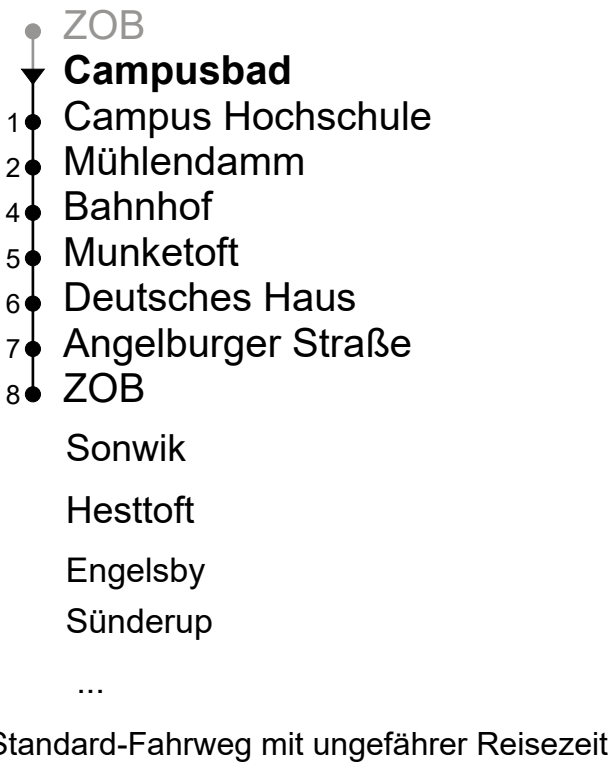 ZOB
Campusbad
1 Campus Hochschule
2 Mühlendamm
4 Bahnhof
5 Munketoft
6 Deutsches Haus
7 Angelburger Straße
8 ZOB
Sonwik
Hesttoft
Engelsby
Sünderup
...
Standard-Fahrweg mit ungefährer Reisezeit